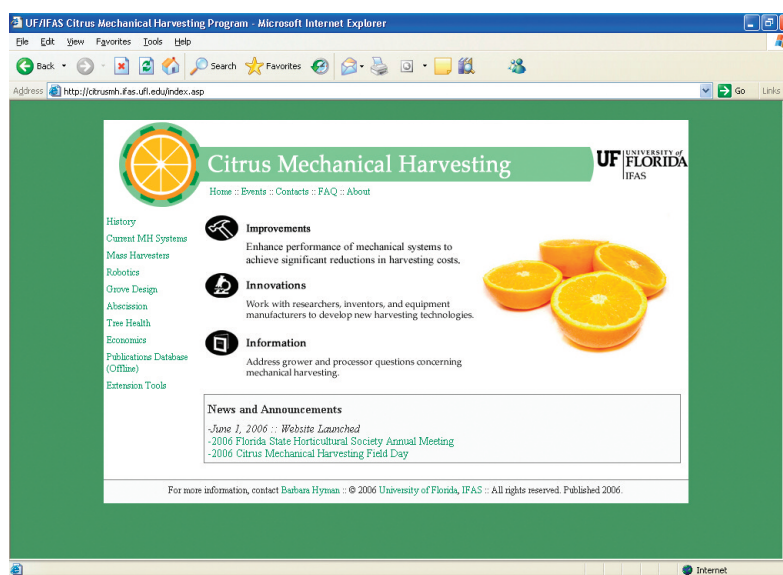 UF/IFAS Citrus Mechanical Harvesting Program - Microsoft Internet Explorer
File Edit View Favorites Tools Help
Back Search Favorites
Address http://citrusmh.ifas.ufl.edu/index.asp Go Links
Citrus Mechanical Harvesting
UF UNIVERSITY of
FLORIDA
IFAS
Home :: Events :: Contacts :: FAQ :: About
History
Current MH Systems
Mass Harvesters
Robotics
Grove Design
Abscission
Tree Health
Economics
Publications Database
(Offline)
Extension Tools
Improvements
Enhance performance of mechanical systems to
achieve significant reductions in harvesting costs.
Innovations
Work with researchers, inventors, and equipment
manufacturers to develop new harvesting technologies.
Information
Address grower and processor questions concerning
mechanical harvesting.
News and Announcements
-June 1, 2006 :: Website Launched
-2006 Florida State Horticultural Society Annual Meeting
-2006 Citrus Mechanical Harvesting Field Day
For more information, contact Barbara Hyman :: © 2006 University of Florida, IFAS :: All rights reserved. Published 2006.
Internet